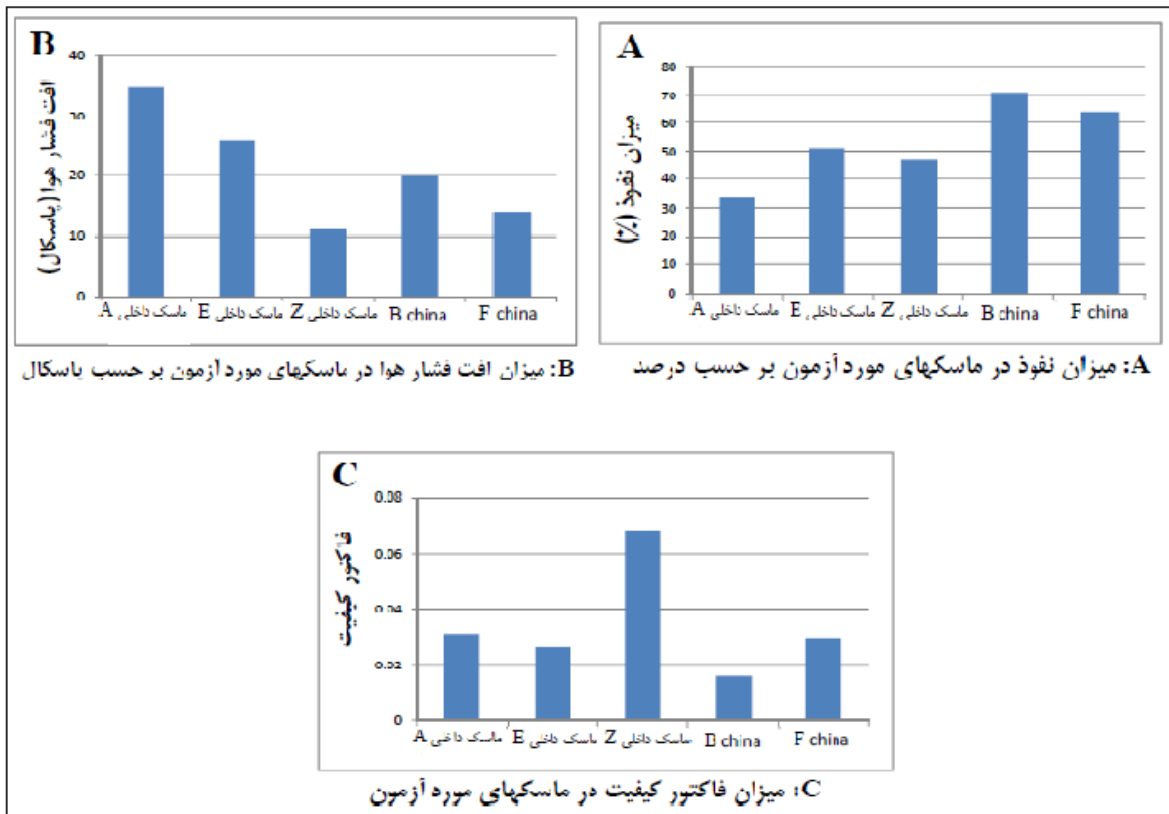 A
میزان نفوذ (%)
80
70
60
50
40
30
20
10
0
ماسک داخلی A
ماسک داخلی E
ماسک داخلی Z
B china
F china
A: میزان نفوذ در ماسکهای مورد آزمون بر حسب درصد
B
افت فشار هوا (پاسکال)
40
30
20
10
0
ماسک داخلی A
ماسک داخلی E
ماسک داخلی Z
B china
F china
B: میزان افت فشار هوا در ماسکهای مورد آزمون بر حسب پاسکال
C
فاکتور کیفیت
0.08
0.06
0.04
0.02
0
ماسک داخلی A
ماسک داخلی E
ماسک داخلی Z
B china
F china
C: میزان فاکتور کیفیت در ماسکهای مورد آزمون